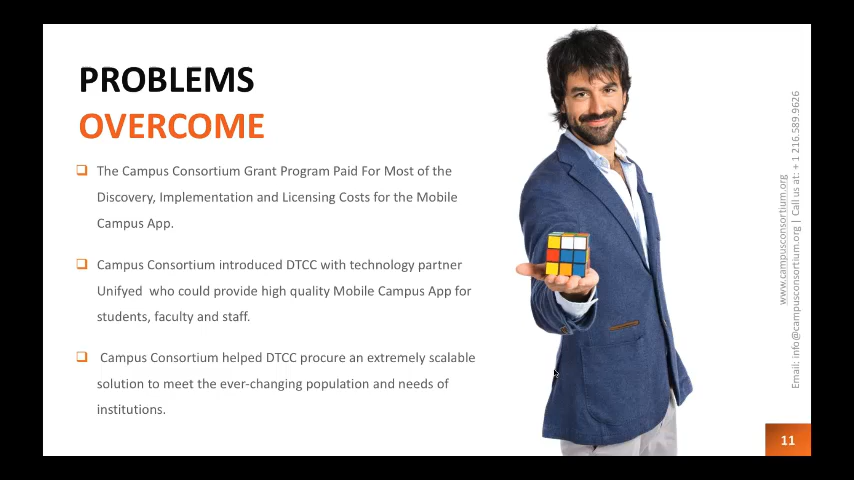 PROBLEMS
OVERCOME
The Campus Consortium Grant Program Paid For Most of the
Discovery, Implementation and Licensing Costs for the Mobile
Campus App.
Campus Consortium introduced DTCC with technology partner
Unifyed  who could provide high quality Mobile Campus App for
students, faculty and staff.
Campus Consortium helped DTCC procure an extremely scalable
solution to meet the ever-changing population and needs of
institutions.
www.campusconsortium.org
Email: info@campusconsortium.org | Call us at: + 1 216.589.9626
11